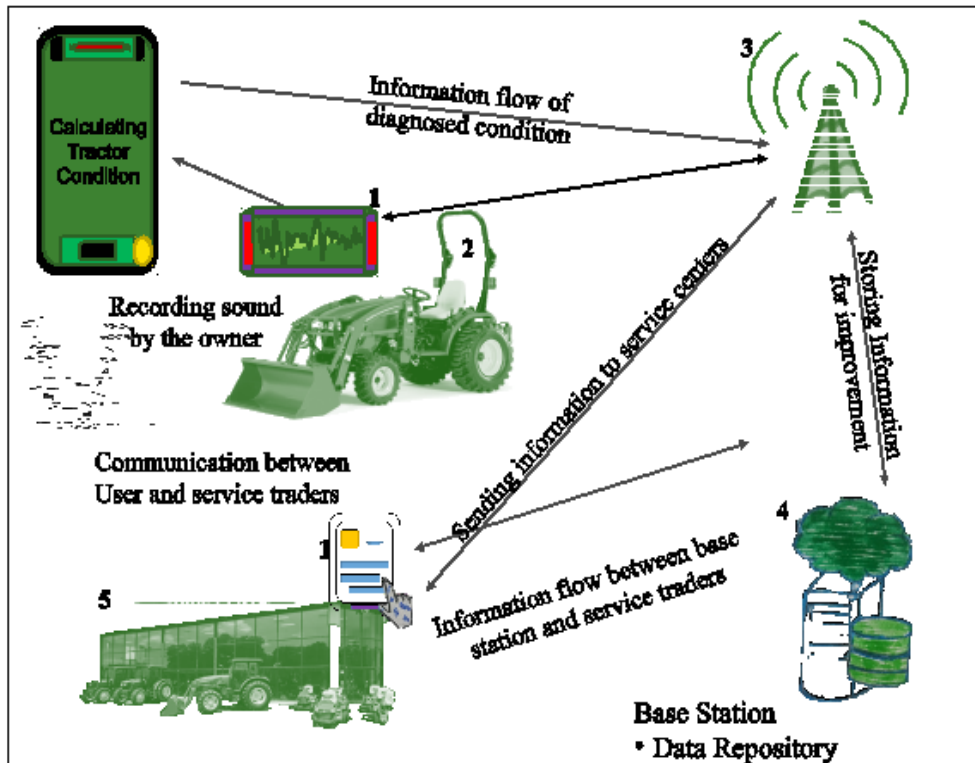 3
Information flow of
diagnosed condition
Calculating
Tractor
Condition
1
2
Recording sound
by the owner
Sending information to service centers
Storing Information
for improvement
Communication between
User and service traders
1
4
5
Information flow between base
station and service traders
Base Station
• Data Repository